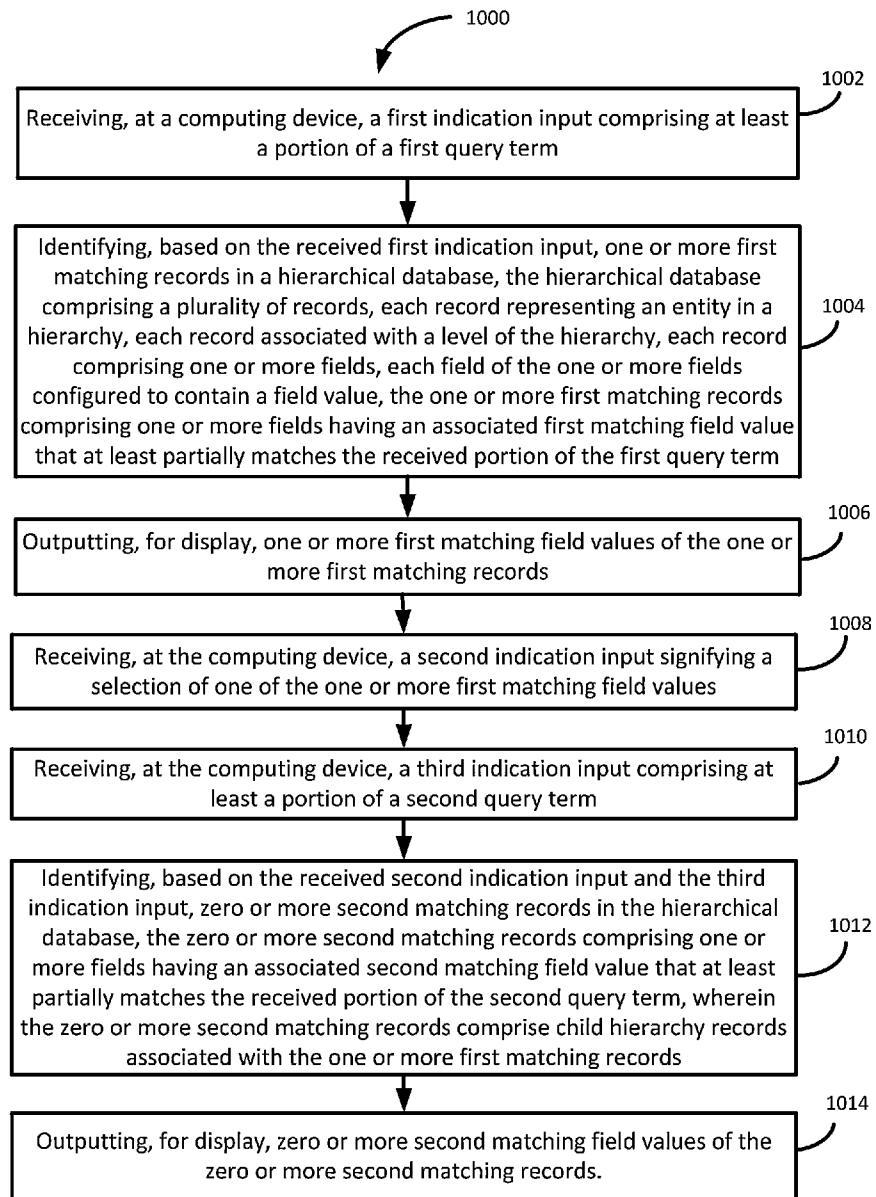 1000
1002
Receiving, at a computing device, a first indication input comprising at least
a portion of a first query term
Identifying, based on the received first indication input, one or more first
matching records in a hierarchical database, the hierarchical database
comprising a plurality of records, each record representing an entity in a
hierarchy, each record associated with a level of the hierarchy, each record
comprising one or more fields, each field of the one or more fields
configured to contain a field value, the one or more first matching records
comprising one or more fields having an associated first matching field value
that at least partially matches the received portion of the first query term
1004
1006
Outputting, for display, one or more first matching field values of the one or
more first matching records
1008
Receiving, at the computing device, a second indication input signifying a
selection of one of the one or more first matching field values
1010
Receiving, at the computing device, a third indication input comprising at
least a portion of a second query term
Identifying, based on the received second indication input and the third
indication input, zero or more second matching records in the hierarchical
database, the zero or more second matching records comprising one or
more fields having an associated second matching field value that at least
partially matches the received portion of the second query term, wherein
the zero or more second matching records comprise child hierarchy records
associated with the one or more first matching records
1012
1014
Outputting, for display, zero or more second matching field values of the
zero or more second matching records.